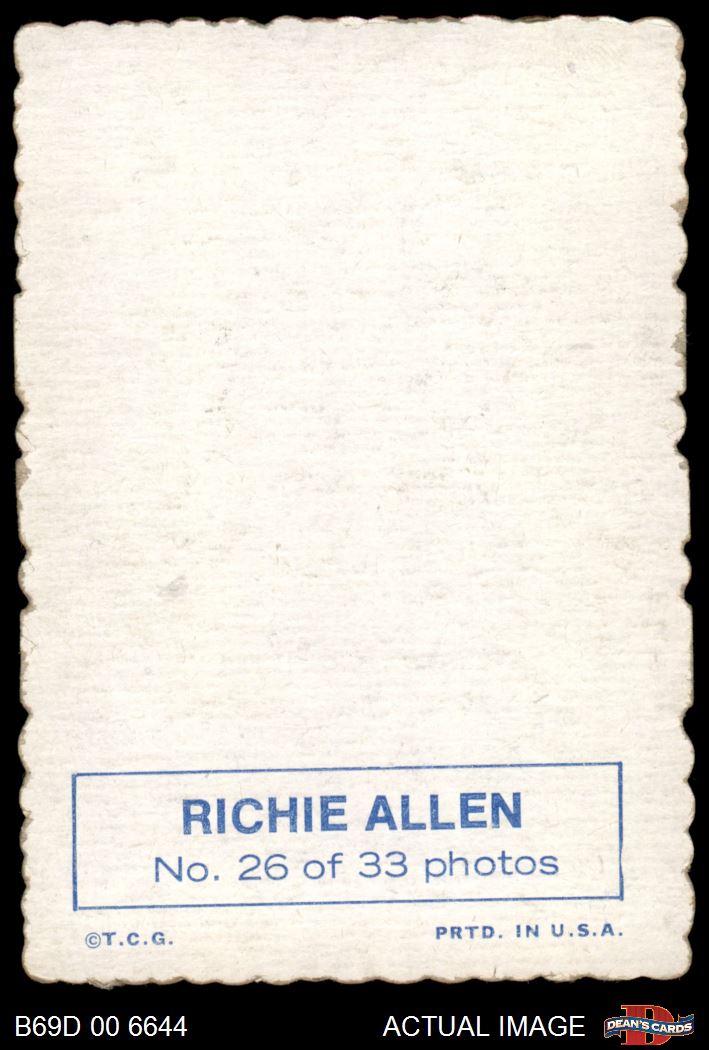 RICHIE ALLEN
No. 26 of 33 photos
©T.C.G. PRTD. IN U.S.A.
B69D 00 6644 ACTUAL IMAGE DEAN'S CARDS